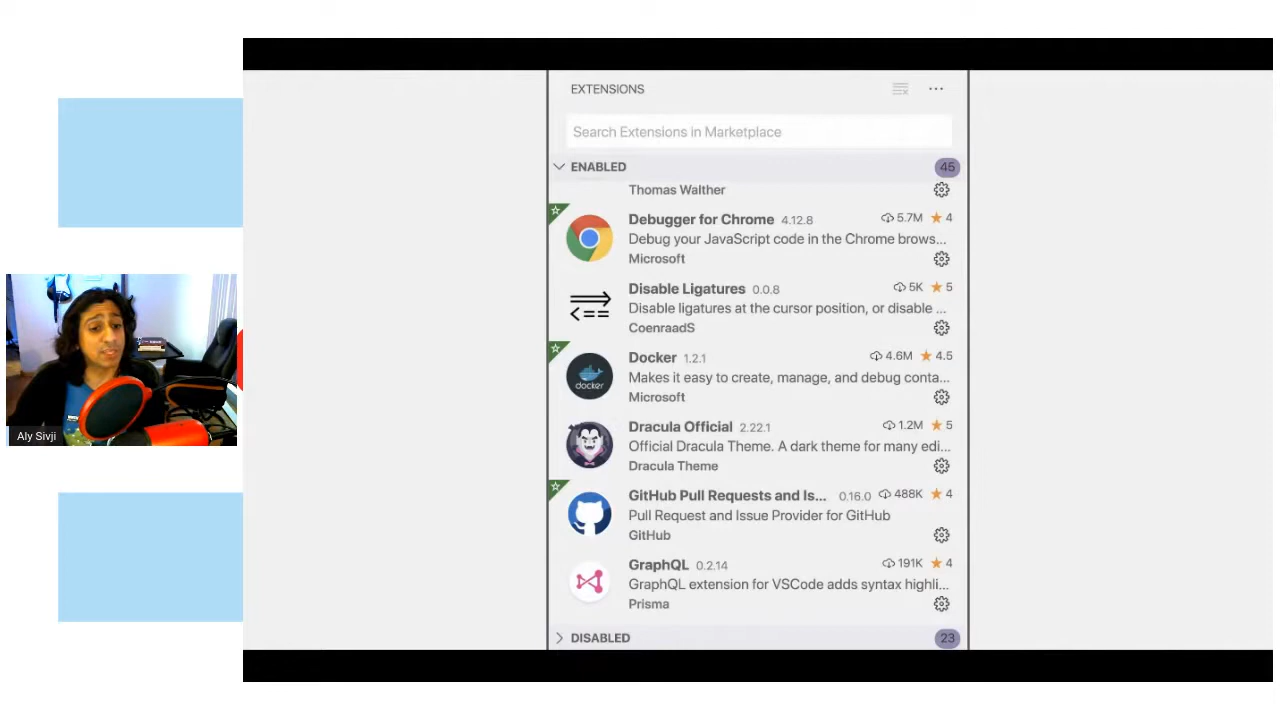 EXTENSIONS
Search Extensions in Marketplace
ENABLED 45
Thomas Walther
Debugger for Chrome 4.12.8 5.7M 4
Debug your JavaScript code in the Chrome brows...
Microsoft
Disable Ligatures 0.0.8 5K 5
Disable ligatures at the cursor position, or disable ...
CoenraadS
Docker 1.2.1 4.6M 4.5
Makes it easy to create, manage, and debug conta...
Microsoft
docker
Dracula Official 2.22.1 1.2M 5
Official Dracula Theme. A dark theme for many edi...
Dracula Theme
GitHub Pull Requests and Is... 0.16.0 488K 4
Pull Request and Issue Provider for GitHub
GitHub
GraphQL 0.2.14 191K 4
GraphQL extension for VSCode adds syntax highli...
Prisma
DISABLED 23
Aly Sivji